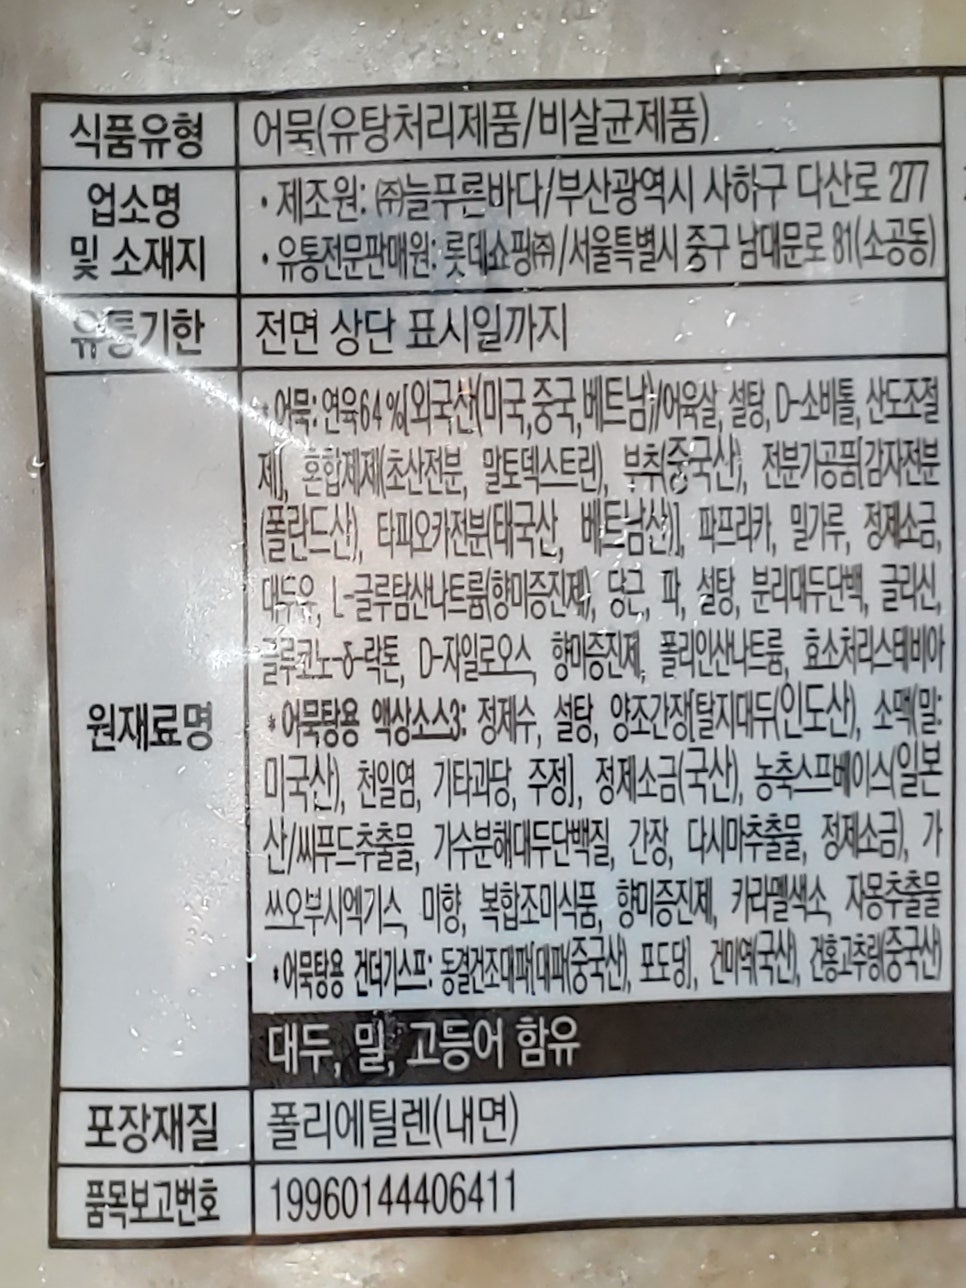 식품유형 어묵(유탕처리제품/비살균제품)
업소명 및 소재지 • 제조원: ㈜늘푸른바다/부산광역시 사하구 다산로 277
• 유통전문판매원: 롯데쇼핑㈜/서울특별시 중구 남대문로 81(소공동)
유통기한 전면 상단 표시일까지
원재료명
• 어묵: 연육64%[외국산(미국,중국,베트남)/어육살, 설탕, D-소비톨, 산도조절
제], 혼합제제(초산전분, 말토덱스트린), 부추(중국산), 전분가공품[감자전분
(폴란드산), 타피오카전분(태국산, 베트남산)], 파프리카, 밀가루, 정제소금,
대두유, L-글루탐산나트륨(향미증진제), 당근, 파, 설탕, 분리대두단백, 글리신,
글루코노-δ-락톤, D-자일로오스, 향미증진제, 폴리인산나트륨, 효소처리스테비아
* 어묵탕용 액상소스3: 정제수, 설탕, 양조간장[탈지대두(인도산), 소맥(밀:
미국산), 천일염, 기타과당, 주정], 정제소금(국산), 농축스프베이스(일본
산/씨푸드추출물, 가수분해대두단백질, 간장, 다시마추출물, 정제소금), 가
쓰오부시엑기스, 미향, 복합조미식품, 향미증진제, 카라멜색소, 자몽추출물
• 어묵탕용 건더기스프: 동결건조대파[대파(중국산), 포도당], 건미역(국산), 건홍고추링(중국산)
대두, 밀, 고등어 함유
포장재질 폴리에틸렌(내면)
품목보고번호 19960144406411